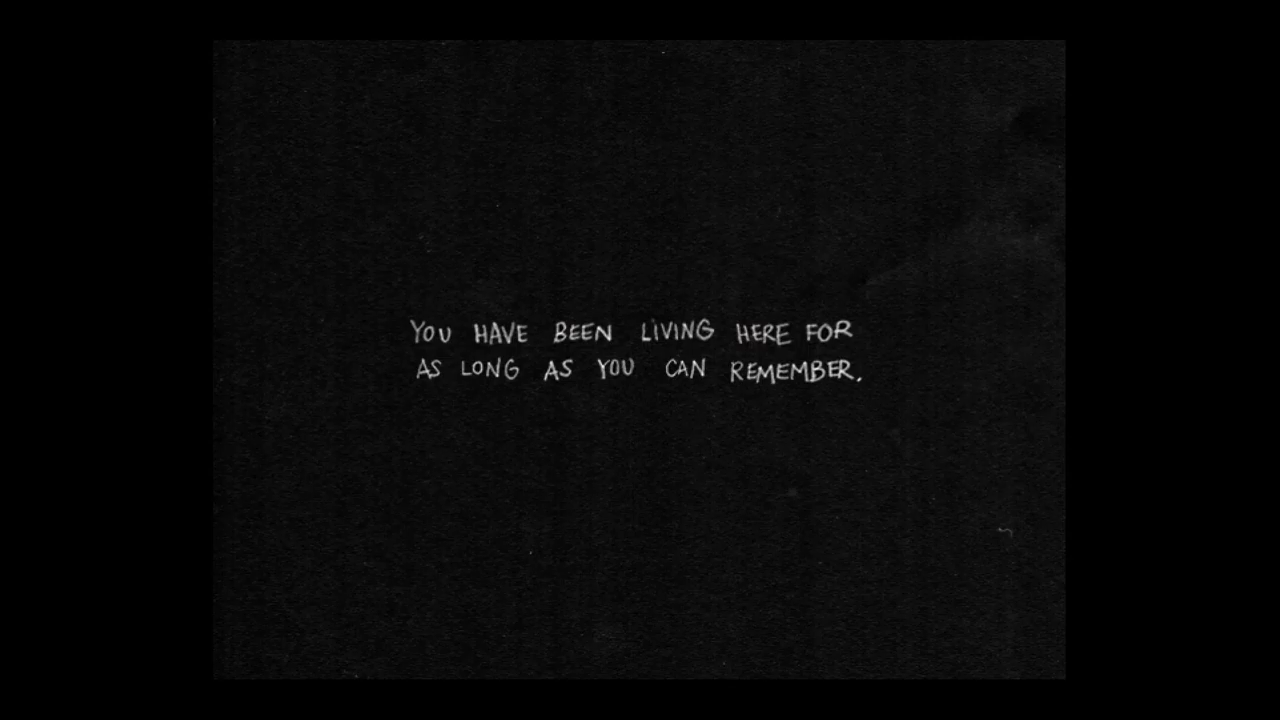 YOU HAVE BEEN LIVING HERE FOR
AS LONG AS YOU CAN REMEMBER.